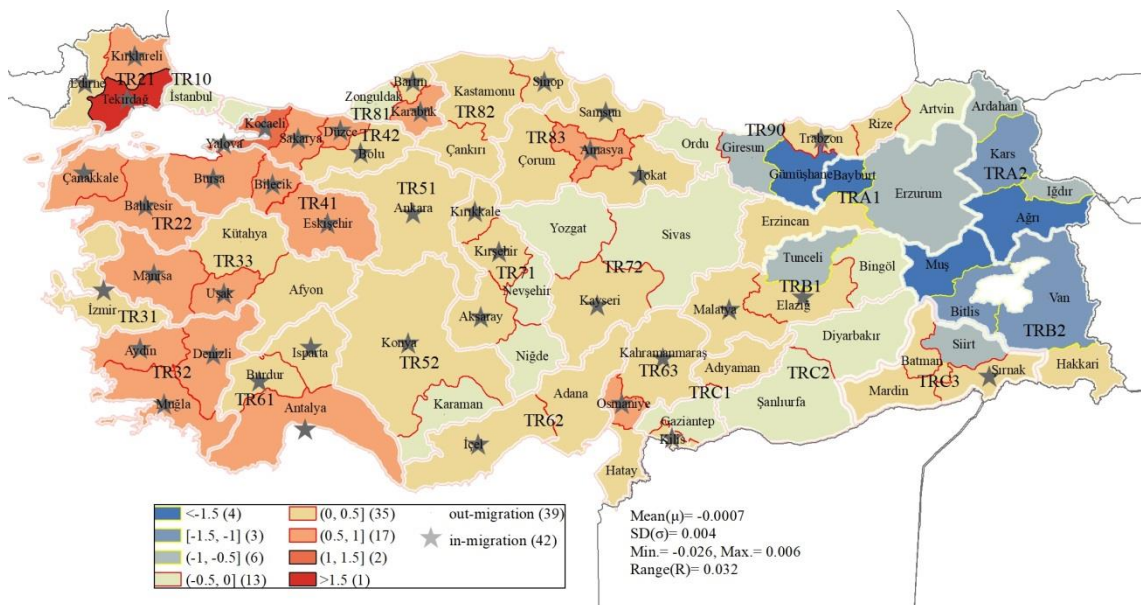 Kırklareli
Edirne
TR21
TR10
Tekirdağ
İstanbul
Kocaeli
Yalova
Sakarya
Düzce
Bolu
TR42
Zonguldak
TR81
Bartın
Karabük
Kastamonu
TR82
Çankırı
Sinop
Samsun
TR83
Amasya
Çorum
Tokat
Ordu
Giresun
TR90
Trabzon
Rize
Artvin
Ardahan
Kars
TRA2
Iğdır
Ağrı
Gümüşhane
Bayburt
TRA1
Erzurum
Erzincan
Çanakkale
Balıkesir
TR22
Bursa
Bilecik
TR41
Eskişehir
Kütahya
TR33
Manisa
Uşak
Afyon
İzmir
TR31
Aydın
Denizli
TR32
Muğla
Isparta
Burdur
TR61
Antalya
TR51
Ankara
Kırıkkale
Kırşehir
TR71
Nevşehir
Aksaray
Niğde
Konya
TR52
Karaman
Yozgat
Sivas
TR72
Kayseri
Tunceli
Bingöl
TRB1
Elazığ
Malatya
Muş
Bitlis
Van
TRB2
Hakkari
Diyarbakır
TRC2
Şanlıurfa
Batman
Siirt
TRC3
Şırnak
Mardin
Kahramanmaraş
TR63
Adıyaman
TRC1
Osmaniye
Gaziantep
Kilis
Hatay
Adana
TR62
İçel
<-1.5 (4)
[-1.5, -1] (3)
(-1, -0.5] (6)
(-0.5, 0] (13)
(0, 0.5] (35)
(0.5, 1] (17)
(1, 1.5] (2)
>1.5 (1)
out-migration (39)
in-migration (42)
Mean(μ)= -0.0007
SD(σ)= 0.004
Min.= -0.026, Max.= 0.006
Range(R)= 0.032